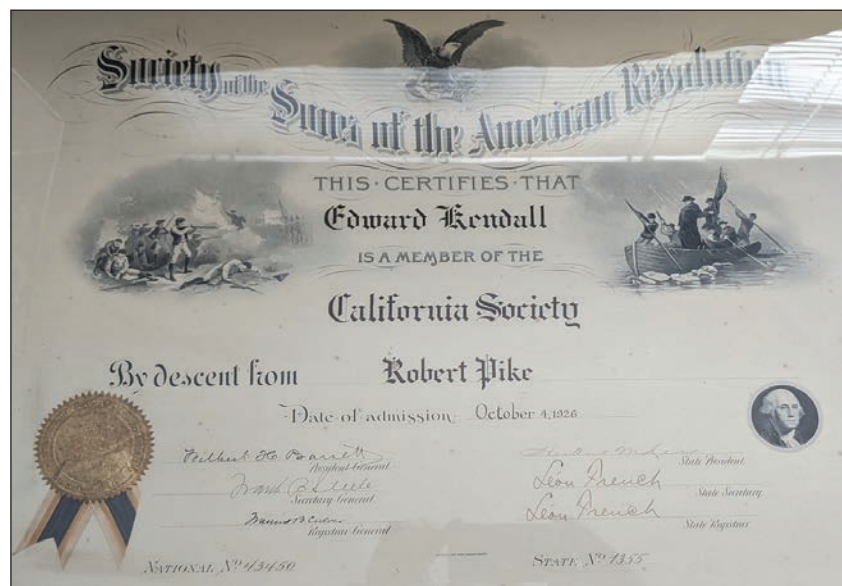 Society of the
Sons of the American Revolution
THIS·CERTIFIES·THAT
Edward Kendall
IS A MEMBER OF THE
California Society
By descent from Robert Pike
Date of admission October 4, 1926
President General
State President
Secretary General
Leon French
State Secretary
Registrar General
Leon French
State Registrar
NATIONAL Nº 43450
STATE Nº 1355